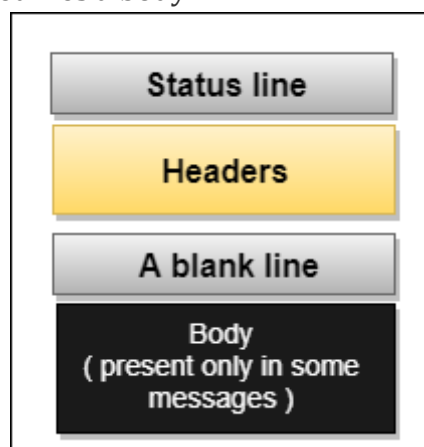 Status line
Headers
A blank line
Body
( present only in some
messages )